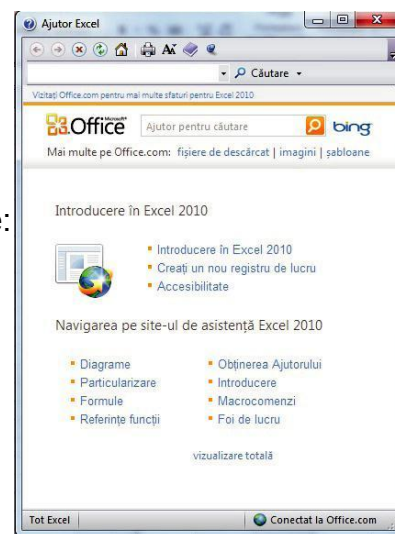 Ajutor Excel
Căutare
Vizitați Office.com pentru mai multe sfaturi pentru Excel 2010
Microsoft
Office Ajutor pentru căutare bing
Mai multe pe Office.com: fișiere de descărcat | imagini | șabloane
e:
Introducere în Excel 2010
Introducere în Excel 2010
Creați un nou registru de lucru
Accesibilitate
Navigarea pe site-ul de asistență Excel 2010
Diagrame
Particularizare
Formule
Referințe funcții
Obținerea Ajutorului
Introducere
Macrocomenzi
Foi de lucru
vizualizare totală
Tot Excel Conectat la Office.com